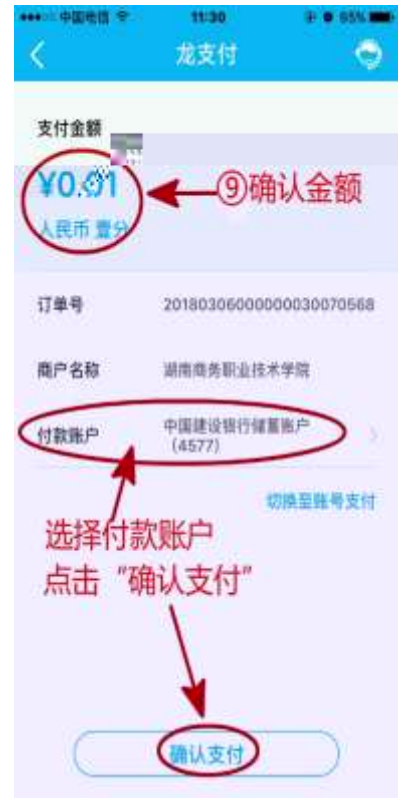 中国电信 11:30 95%
龙支付
支付金额
¥0.01
⑨确认金额
人民币 壹分
订单号 20180306000000030070568
商户名称 湖南商务职业技术学院
付款账户 中国建设银行储蓄账户
(4577)
切换至账号支付
选择付款账户
点击“确认支付”
确认支付